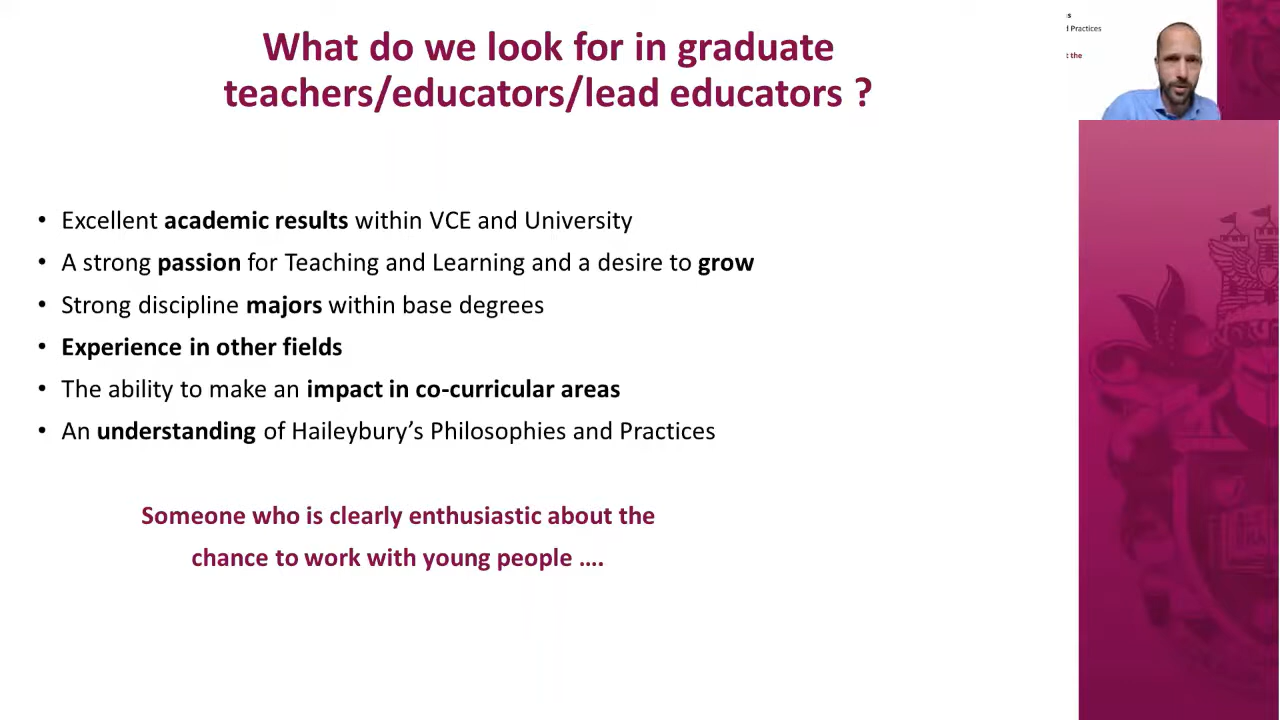 What do we look for in graduate
teachers/educators/lead educators ?
s
d Practices
t the
• Excellent academic results within VCE and University
• A strong passion for Teaching and Learning and a desire to grow
• Strong discipline majors within base degrees
• Experience in other fields
• The ability to make an impact in co-curricular areas
• An understanding of Haileybury’s Philosophies and Practices
Someone who is clearly enthusiastic about the
chance to work with young people ....